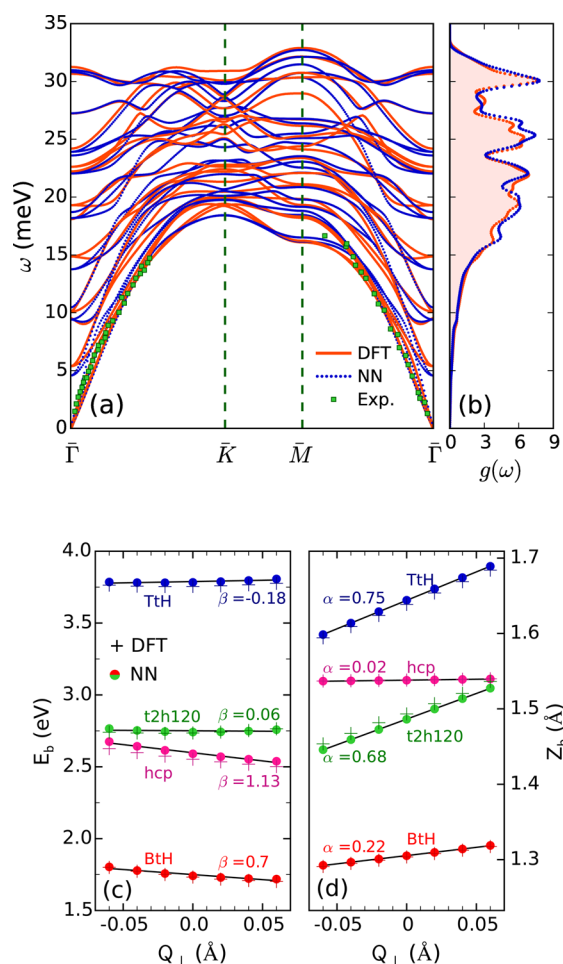 35
30
25
20
15
10
5
0
ω (meV)
DFT
NN
Exp.
(a)
Γ̄
K̄
M̄
Γ̄
(b)
0 3 6 9
g(ω)
4.0
3.5
3.0
2.5
2.0
1.5
E_b (eV)
TtH
β =-0.18
+ DFT
NN
t2h120
β =0.06
hcp
β =1.13
BtH
β =0.7
(c)
-0.05 0.0 0.05
Q⊥ (Å)
TtH
α =0.75
α =0.02
hcp
t2h120
α =0.68
α =0.22
BtH
(d)
-0.05 0 0.05
Q⊥ (Å)
1.7
1.6
1.5
1.4
1.3
Z_b (Å)